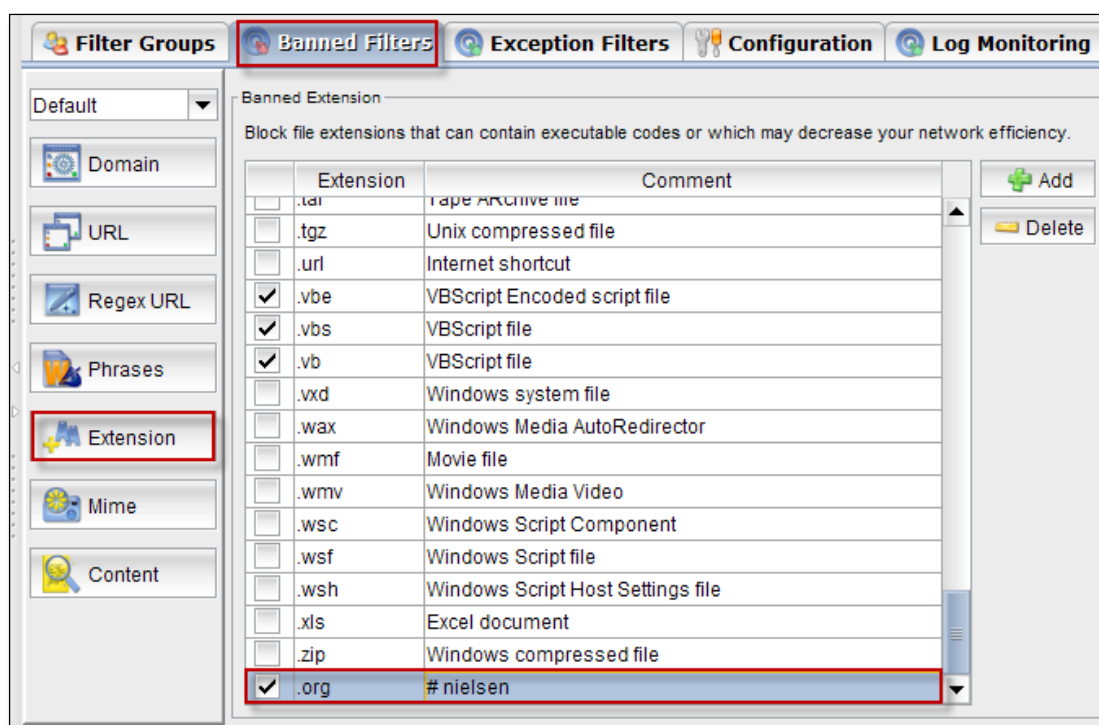 Filter Groups
Banned Filters
Exception Filters
Configuration
Log Monitoring
Default
Domain
URL
Regex URL
Phrases
Extension
Mime
Content
Banned Extension
Block file extensions that can contain executable codes or which may decrease your network efficiency.
Extension Comment
.tar Tape ARchive file
.tgz Unix compressed file
.url Internet shortcut
.vbe VBScript Encoded script file
.vbs VBScript file
.vb VBScript file
.vxd Windows system file
.wax Windows Media AutoRedirector
.wmf Movie file
.wmv Windows Media Video
.wsc Windows Script Component
.wsf Windows Script file
.wsh Windows Script Host Settings file
.xls Excel document
.zip Windows compressed file
.org # nielsen
Add
Delete